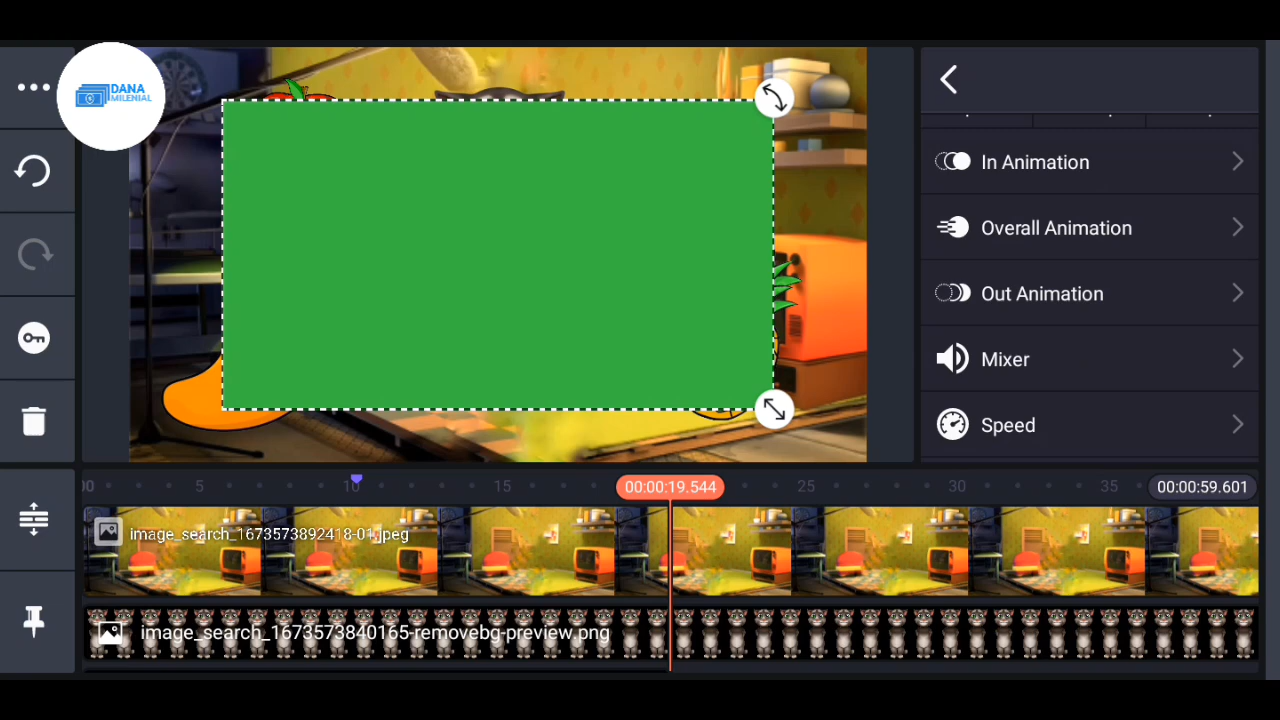 DANA
MILENIAL
In Animation
Overall Animation
Out Animation
Mixer
Speed
00 5 10 15 00:00:19.544 25 30 35 00:00:59.601
image_search_1673573892418-01.jpeg
image_search_1673573840165-removebg-preview.png